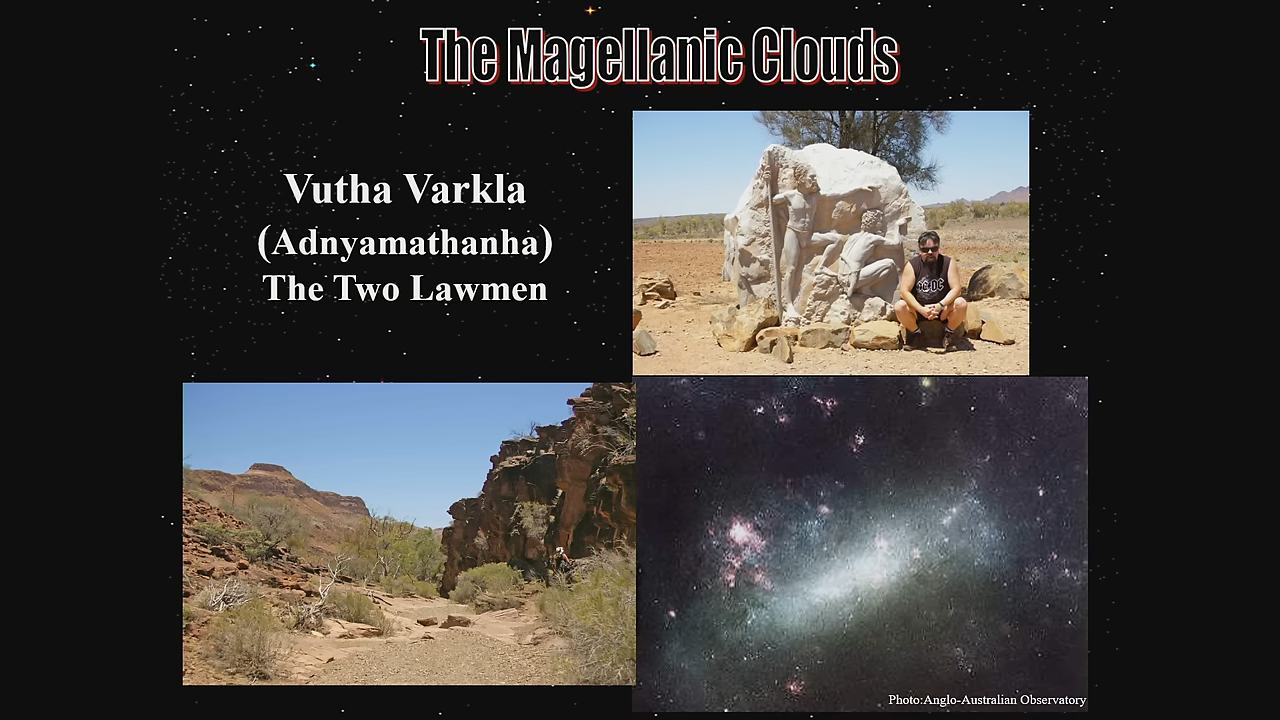 The Magellanic Clouds
Vutha Varkla
(Adnyamathanha)
The Two Lawmen
AC DC
Photo:Anglo-Australian Observatory